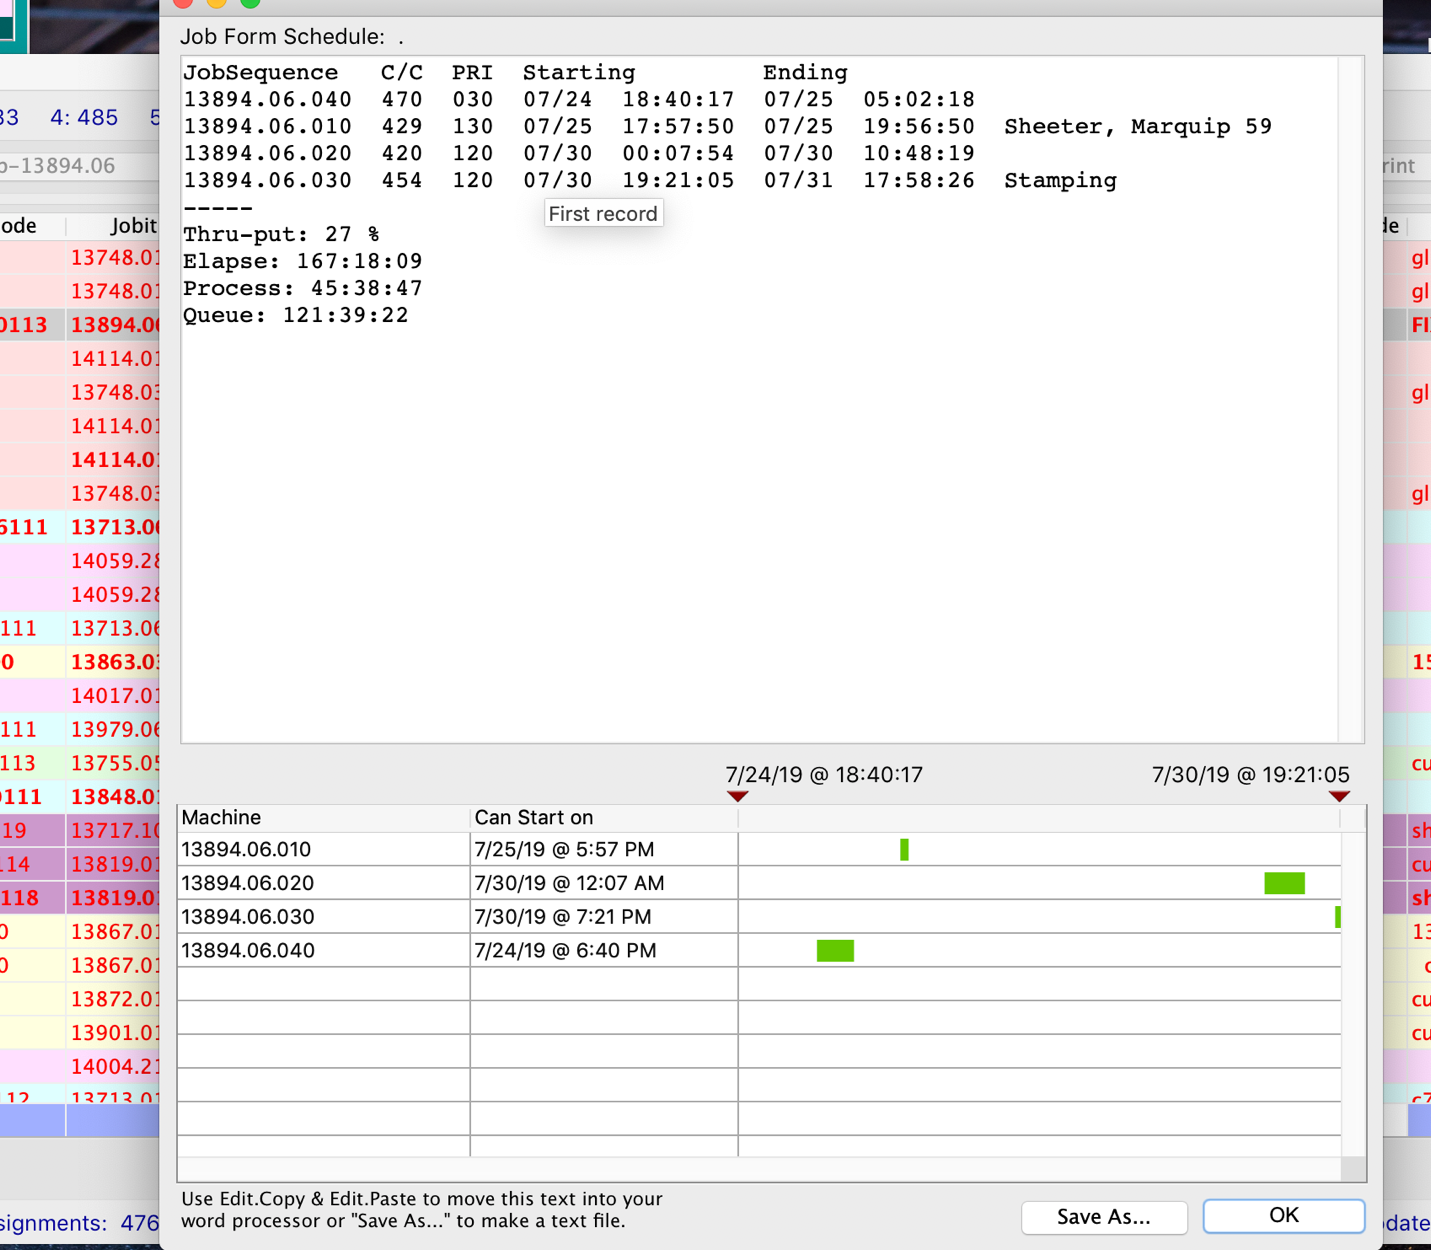 Job Form Schedule: .
JobSequence C/C PRI Starting Ending
13894.06.040 470 030 07/24 18:40:17 07/25 05:02:18
13894.06.010 429 130 07/25 17:57:50 07/25 19:56:50 Sheeter, Marquip 59
13894.06.020 420 120 07/30 00:07:54 07/30 10:48:19
13894.06.030 454 120 07/30 19:21:05 07/31 17:58:26 Stamping
-----
First record
Thru-put: 27 %
Elapse: 167:18:09
Process: 45:38:47
Queue: 121:39:22
7/24/19 @ 18:40:17 7/30/19 @ 19:21:05
Machine Can Start on
13894.06.010 7/25/19 @ 5:57 PM
13894.06.020 7/30/19 @ 12:07 AM
13894.06.030 7/30/19 @ 7:21 PM
13894.06.040 7/24/19 @ 6:40 PM
Use Edit.Copy & Edit.Paste to move this text into your
word processor or "Save As..." to make a text file.
Save As...
OK
33 4: 485 5
o-13894.06
rint
ode Jobit
13748.01 gl
13748.01 gl
0113 13894.06 FI
14114.01
13748.03 gl
14114.01
14114.01
13748.03 gl
6111 13713.06
14059.28
14059.28
111 13713.06
0 13863.03 15
14017.01
111 13979.06
113 13755.05 cu
0111 13848.01
19 13717.10 sh
114 13819.01 cu
118 13819.01 sh
0 13867.01 13
0 13867.01 c
13872.01 cu
13901.01 cu
14004.21
112 13713.01
signments: 476
odate